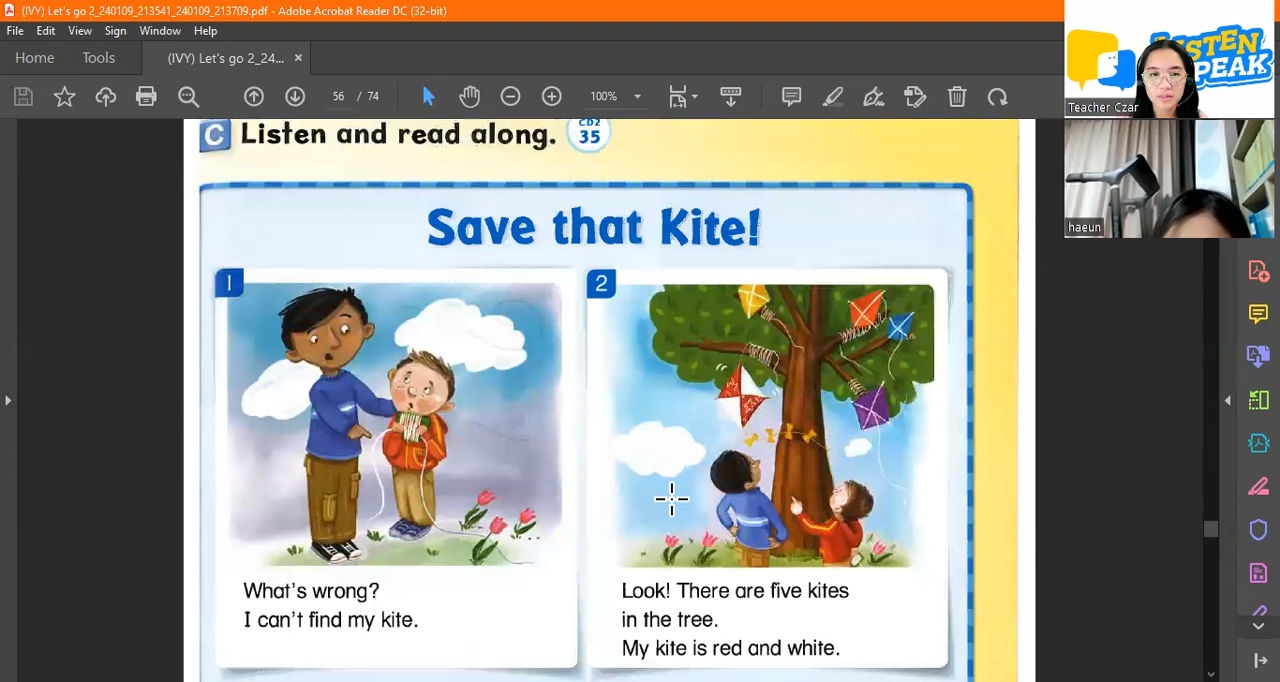 (IVY) Let's go 2_240109_213541_240109_213709.pdf - Adobe Acrobat Reader DC (32-bit)
File Edit View Sign Window Help
Home Tools (IVY) Let's go 2_24... ×
56 / 74 100%
LISTEN
SPEAK
Teacher Czar
haeun
C Listen and read along. CD2
35
Save that Kite!
1
What's wrong?
I can't find my kite.
2
Look! There are five kites
in the tree.
My kite is red and white.